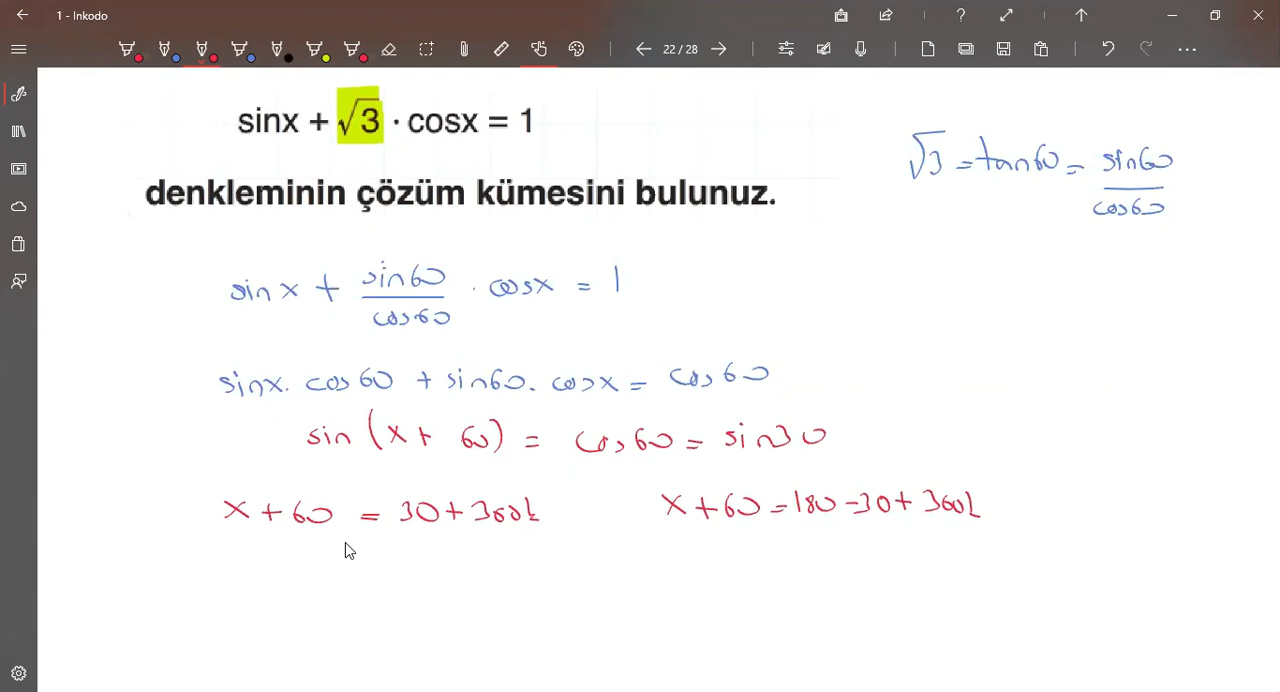 1 - Inkodo
22 / 28
sinx + √3 · cosx = 1
denkleminin çözüm kümesini bulunuz.
√3 = tan60 = sin60 / cos60
sinx + sin60 / cos60 . cosx = 1
sinx. cos60 + sin60. cosx = cos60
sin (x + 60) = cos60 = sin30
x + 60 = 30 + 360k
x + 60 = 180 - 30 + 360k